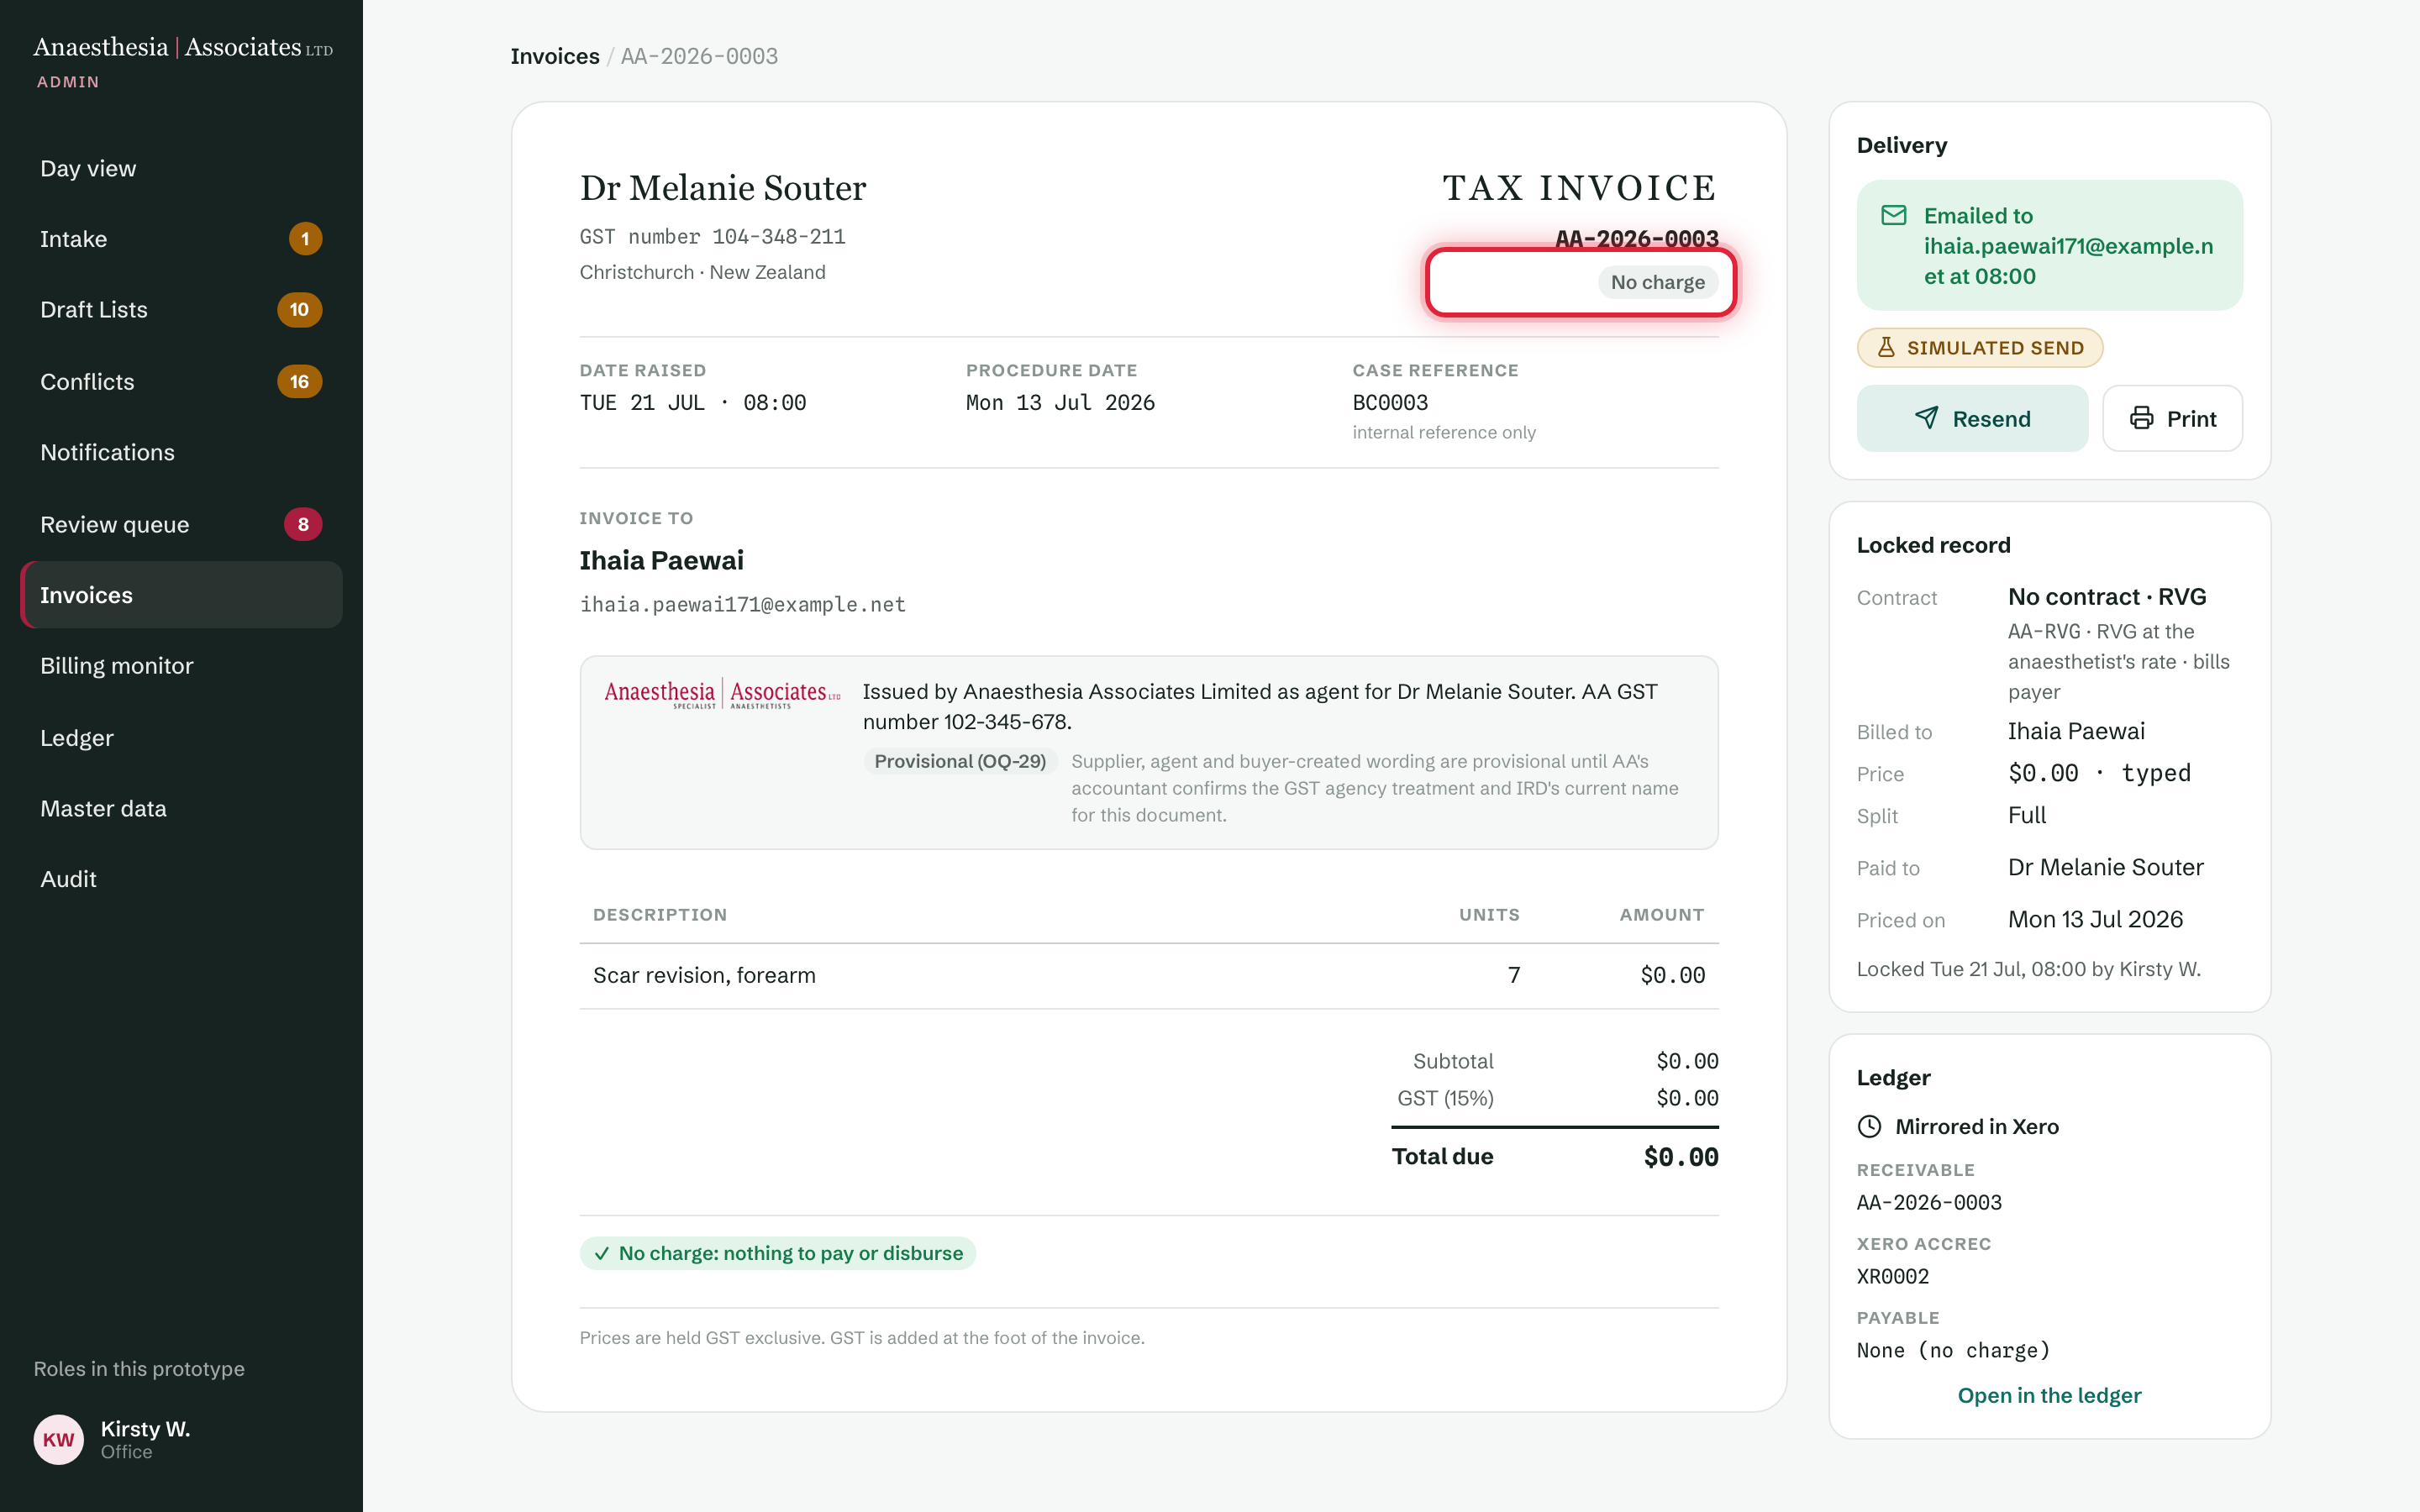 Anaesthesia | Associates LTD
ADMIN
Day view
Intake 1
Draft Lists 10
Conflicts 16
Notifications
Review queue 8
Invoices
Billing monitor
Ledger
Master data
Audit
Roles in this prototype
KW
Kirsty W.
Office
Invoices / AA-2026-0003
Dr Melanie Souter
GST number 104-348-211
Christchurch · New Zealand
TAX INVOICE
AA-2026-0003
No charge
DATE RAISED
TUE 21 JUL · 08:00
PROCEDURE DATE
Mon 13 Jul 2026
CASE REFERENCE
BC0003
internal reference only
INVOICE TO
Ihaia Paewai
ihaia.paewai171@example.net
Anaesthesia | Associates LTD
SPECIALIST | ANAESTHETISTS
Issued by Anaesthesia Associates Limited as agent for Dr Melanie Souter. AA GST
number 102-345-678.
Provisional (OQ-29)
Supplier, agent and buyer-created wording are provisional until AA's
accountant confirms the GST agency treatment and IRD's current name
for this document.
DESCRIPTION UNITS AMOUNT
Scar revision, forearm 7 $0.00
Subtotal $0.00
GST (15%) $0.00
Total due $0.00
No charge: nothing to pay or disburse
Prices are held GST exclusive. GST is added at the foot of the invoice.
Delivery
Emailed to
ihaia.paewai171@example.n
et at 08:00
SIMULATED SEND
Resend
Print
Locked record
Contract No contract · RVG
AA-RVG · RVG at the
anaesthetist's rate · bills
payer
Billed to Ihaia Paewai
Price $0.00 · typed
Split Full
Paid to Dr Melanie Souter
Priced on Mon 13 Jul 2026
Locked Tue 21 Jul, 08:00 by Kirsty W.
Ledger
Mirrored in Xero
RECEIVABLE
AA-2026-0003
XERO ACCREC
XR0002
PAYABLE
None (no charge)
Open in the ledger